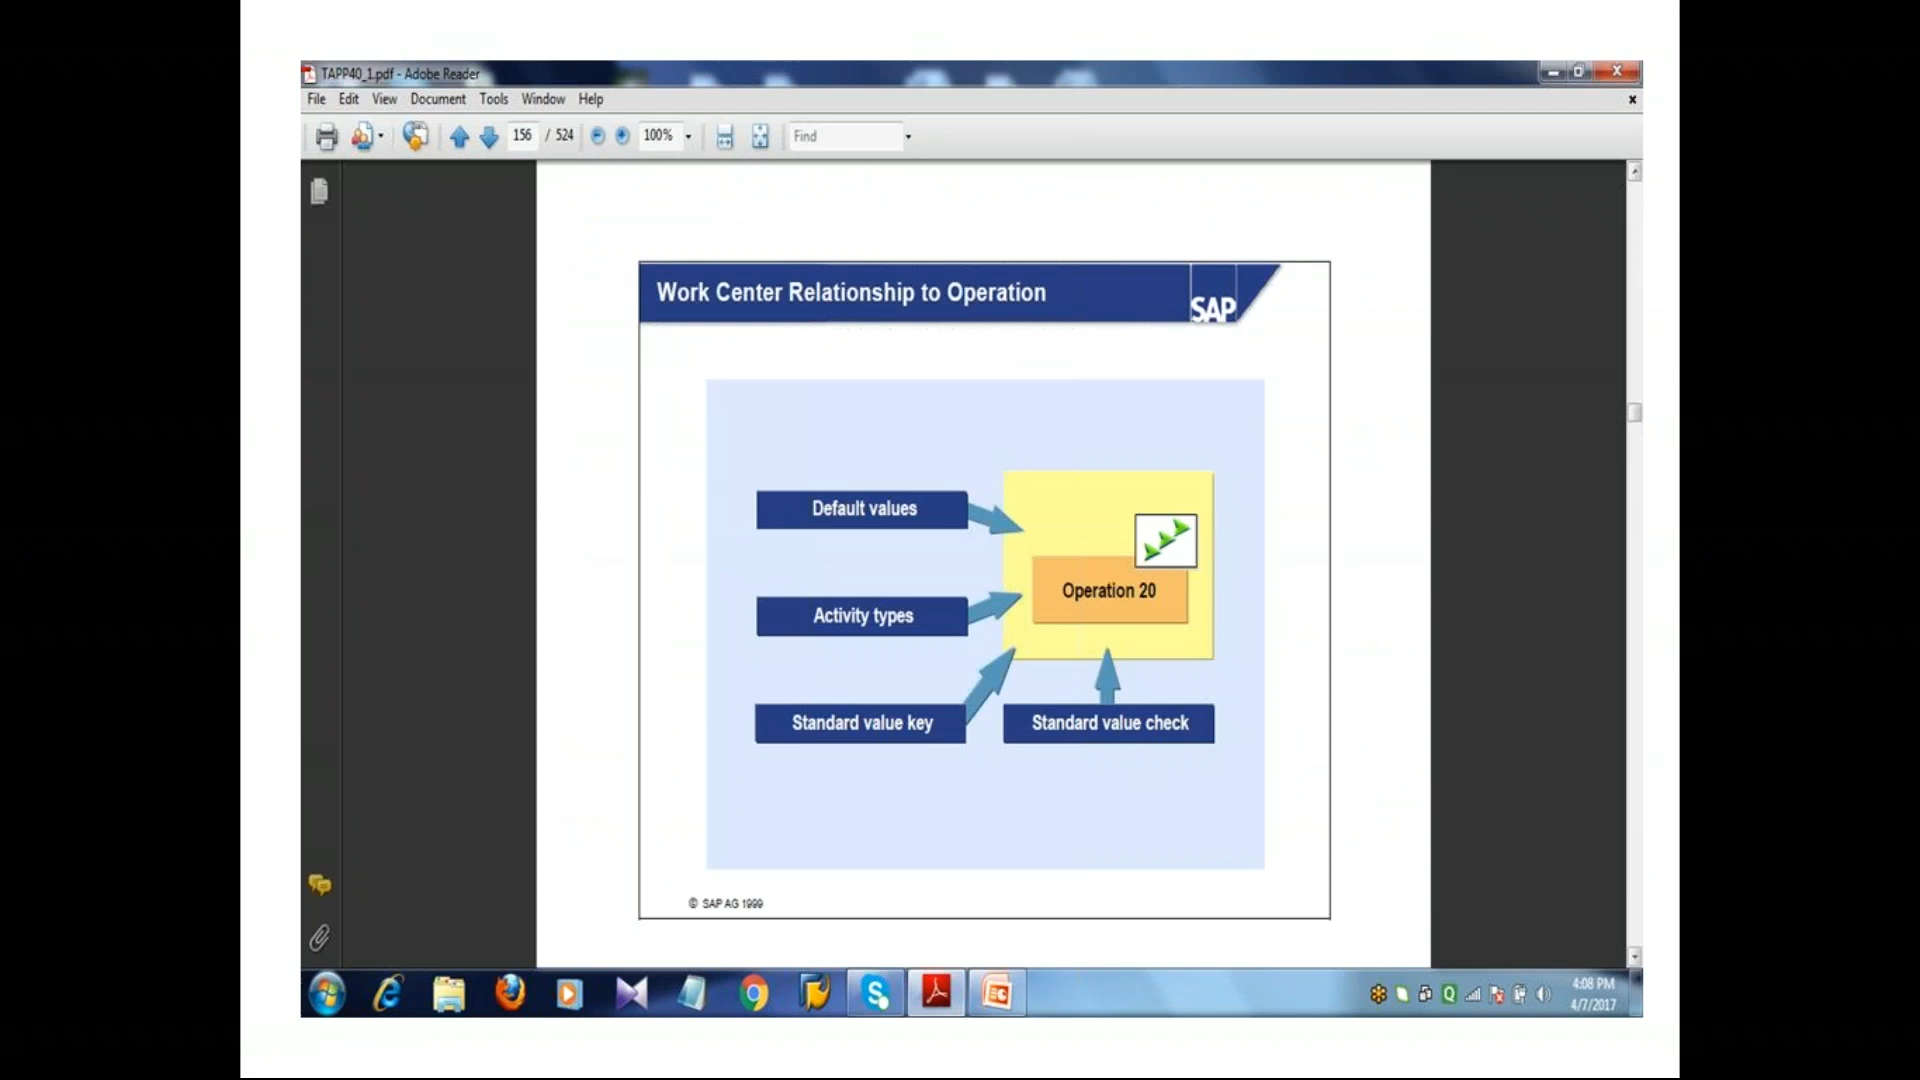 TAPP40_1.pdf - Adobe Reader
File Edit View Document Tools Window Help
156 / 524 100% Find
Work Center Relationship to Operation
SAP
Default values
Operation 20
Activity types
Standard value key
Standard value check
© SAP AG 1999
4:08 PM
4/7/2017